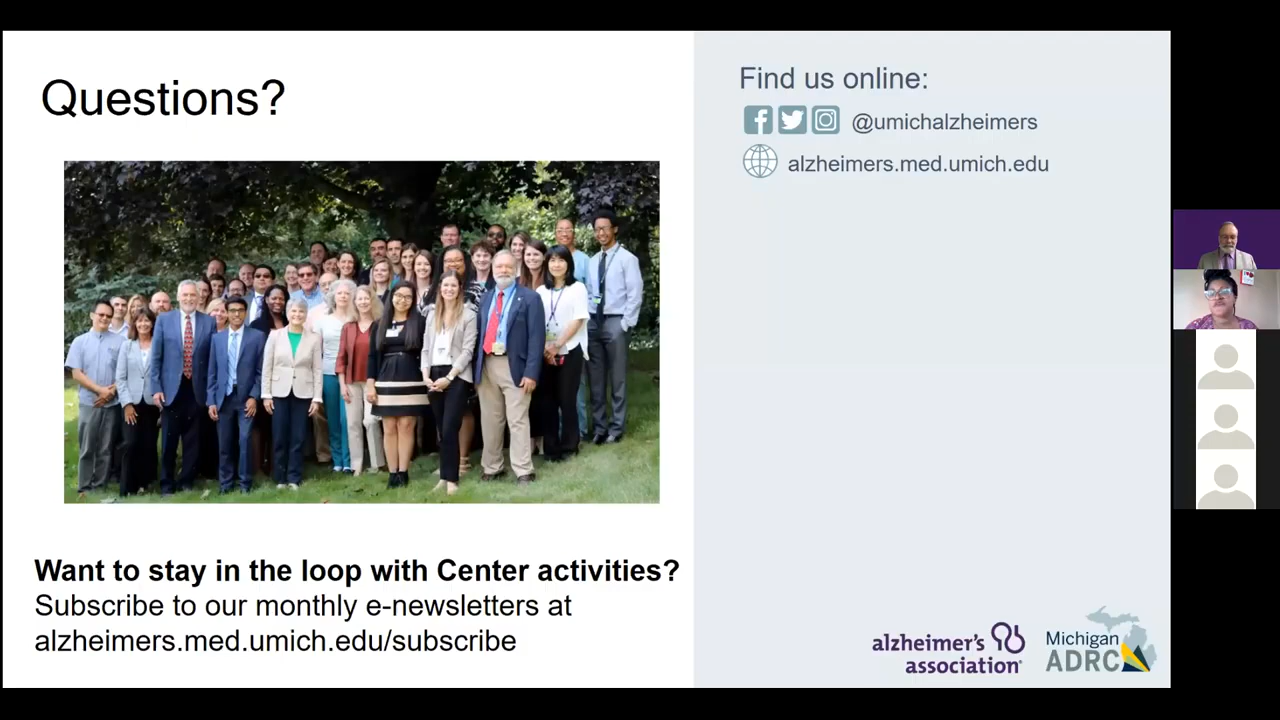 Questions?
Want to stay in the loop with Center activities?
Subscribe to our monthly e-newsletters at
alzheimers.med.umich.edu/subscribe
Find us online:
@umichalzheimers
alzheimers.med.umich.edu
alzheimer's
association
Michigan
ADRC